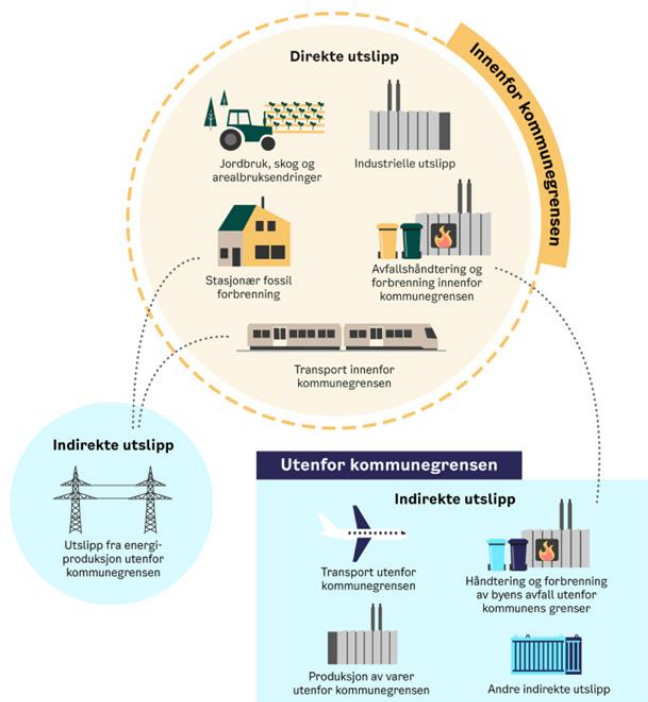 Direkte utslipp
Innenfor kommunegrensen
Jordbruk, skog og
arealbruksendringer
Industrielle utslipp
Stasjonær fossil
forbrenning
Avfallshåndtering og
forbrenning innenfor
kommunegrensen
Transport innenfor
kommunegrensen
Indirekte utslipp
Utslipp fra energi-
produksjon utenfor
kommunegrensen
Utenfor kommunegrensen
Indirekte utslipp
Transport utenfor
kommunegrensen
Håndtering og forbrenning
av byens avfall utenfor
kommunens grenser
Produksjon av varer
utenfor kommunegrensen
Andre indirekte utslipp